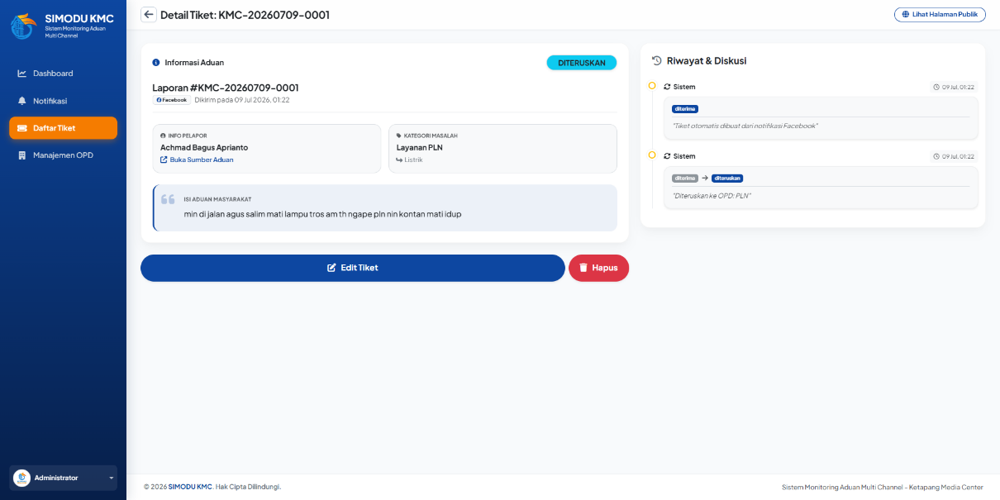 SIMODU KMC
Sistem Monitoring Aduan
Multi Channel
Dashboard
Notifikasi
Daftar Tiket
Manajemen OPD
Administrator
Detail Tiket: KMC-20260709-0001
Lihat Halaman Publik
Informasi Aduan
DITERUSKAN
Laporan #KMC-20260709-0001
Facebook Dikirim pada 09 Jul 2026, 01:22
INFO PELAPOR
Achmad Bagus Aprianto
Buka Sumber Aduan
KATEGORI MASALAH
Layanan PLN
Listrik
ISI ADUAN MASYARAKAT
min di jalan agus salim mati lampu tros am th ngape pln nin kontan mati idup
Edit Tiket
Hapus
Riwayat & Diskusi
Sistem 09 Jul, 01:22
diterima
"Tiket otomatis dibuat dari notifikasi Facebook"
Sistem 09 Jul, 01:22
diterima → diteruskan
"Diteruskan ke OPD: PLN"
© 2026 SIMODU KMC. Hak Cipta Dilindungi.
Sistem Monitoring Aduan Multi Channel - Ketapang Media Center